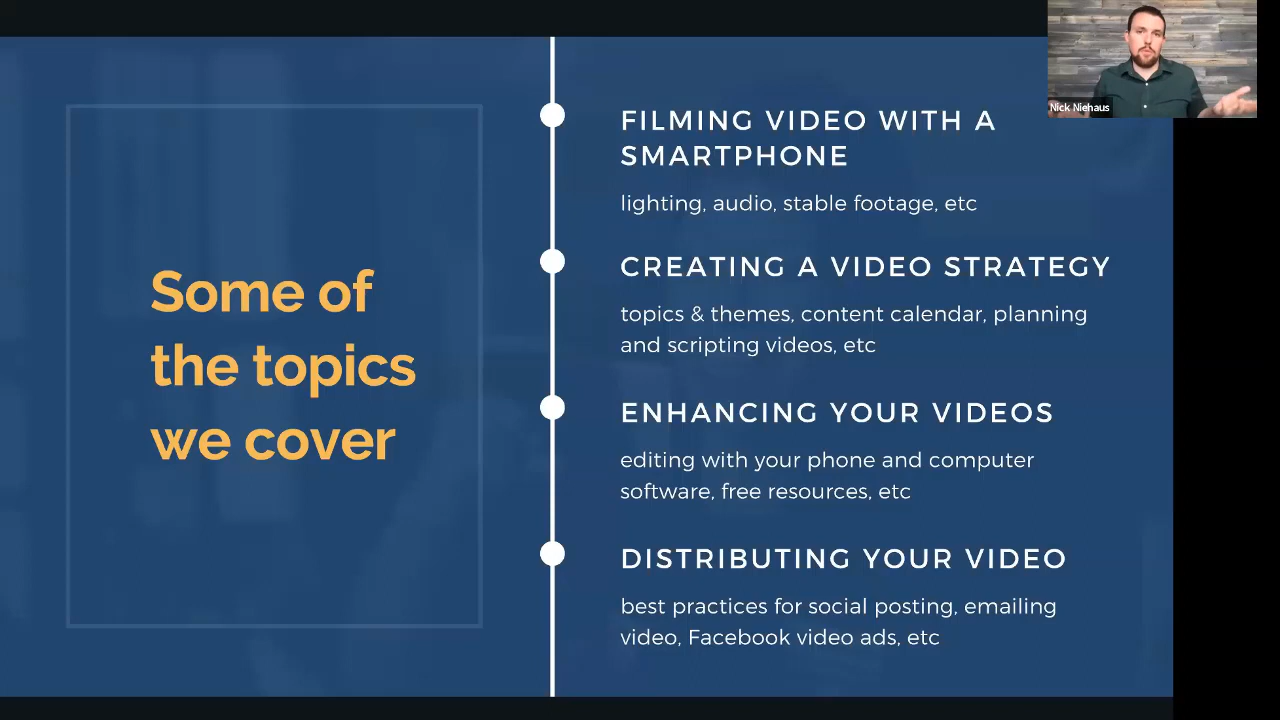 Some of
the topics
we cover
FILMING VIDEO WITH A
SMARTPHONE
lighting, audio, stable footage, etc
CREATING A VIDEO STRATEGY
topics & themes, content calendar, planning
and scripting videos, etc
ENHANCING YOUR VIDEOS
editing with your phone and computer
software, free resources, etc
DISTRIBUTING YOUR VIDEO
best practices for social posting, emailing
video, Facebook video ads, etc
Nick Niehaus